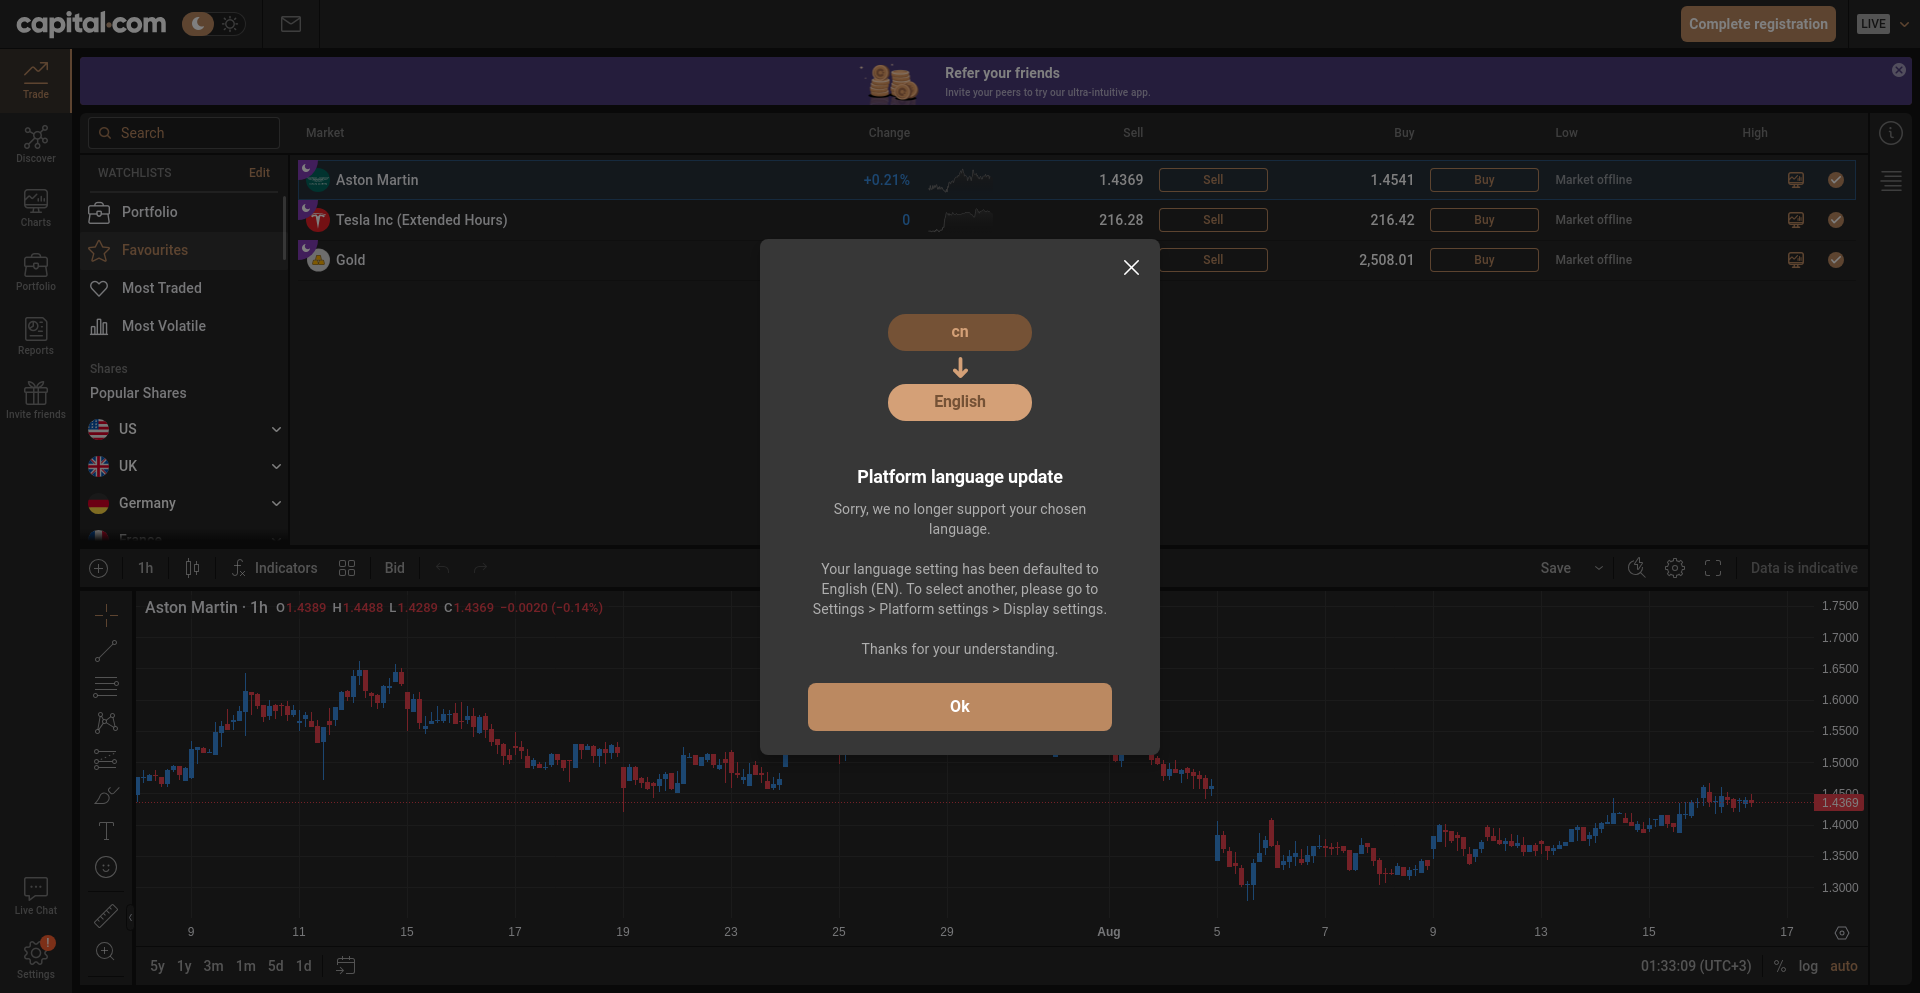 capital.com
Complete registration
LIVE
Trade
Discover
Charts
Portfolio
Reports
Invite friends
Live Chat
!
Settings
Refer your friends
Invite your peers to try our ultra-intuitive app.
Search
Market Change Sell Buy Low High
WATCHLISTS Edit
Portfolio
Favourites
Most Traded
Most Volatile
Shares
Popular Shares
US
UK
Germany
France
Aston Martin +0.21% 1.4369 Sell 1.4541 Buy Market offline
Tesla Inc (Extended Hours) 0 216.28 Sell 216.42 Buy Market offline
Gold Sell 2,508.01 Buy Market offline
cn
English
Platform language update
Sorry, we no longer support your chosen
language.
Your language setting has been defaulted to
English (EN). To select another, please go to
Settings > Platform settings > Display settings.
Thanks for your understanding.
Ok
1h Indicators Bid Save Data is indicative
Aston Martin · 1h O1.4389 H1.4488 L1.4289 C1.4369 −0.0020 (−0.14%)
T
1.7500
1.7000
1.6500
1.6000
1.5500
1.5000
1.4500
1.4369
1.4000
1.3500
1.3000
9 11 15 17 19 23 25 29 Aug 5 7 9 13 15 17
5y 1y 3m 1m 5d 1d 01:33:09 (UTC+3) % log auto